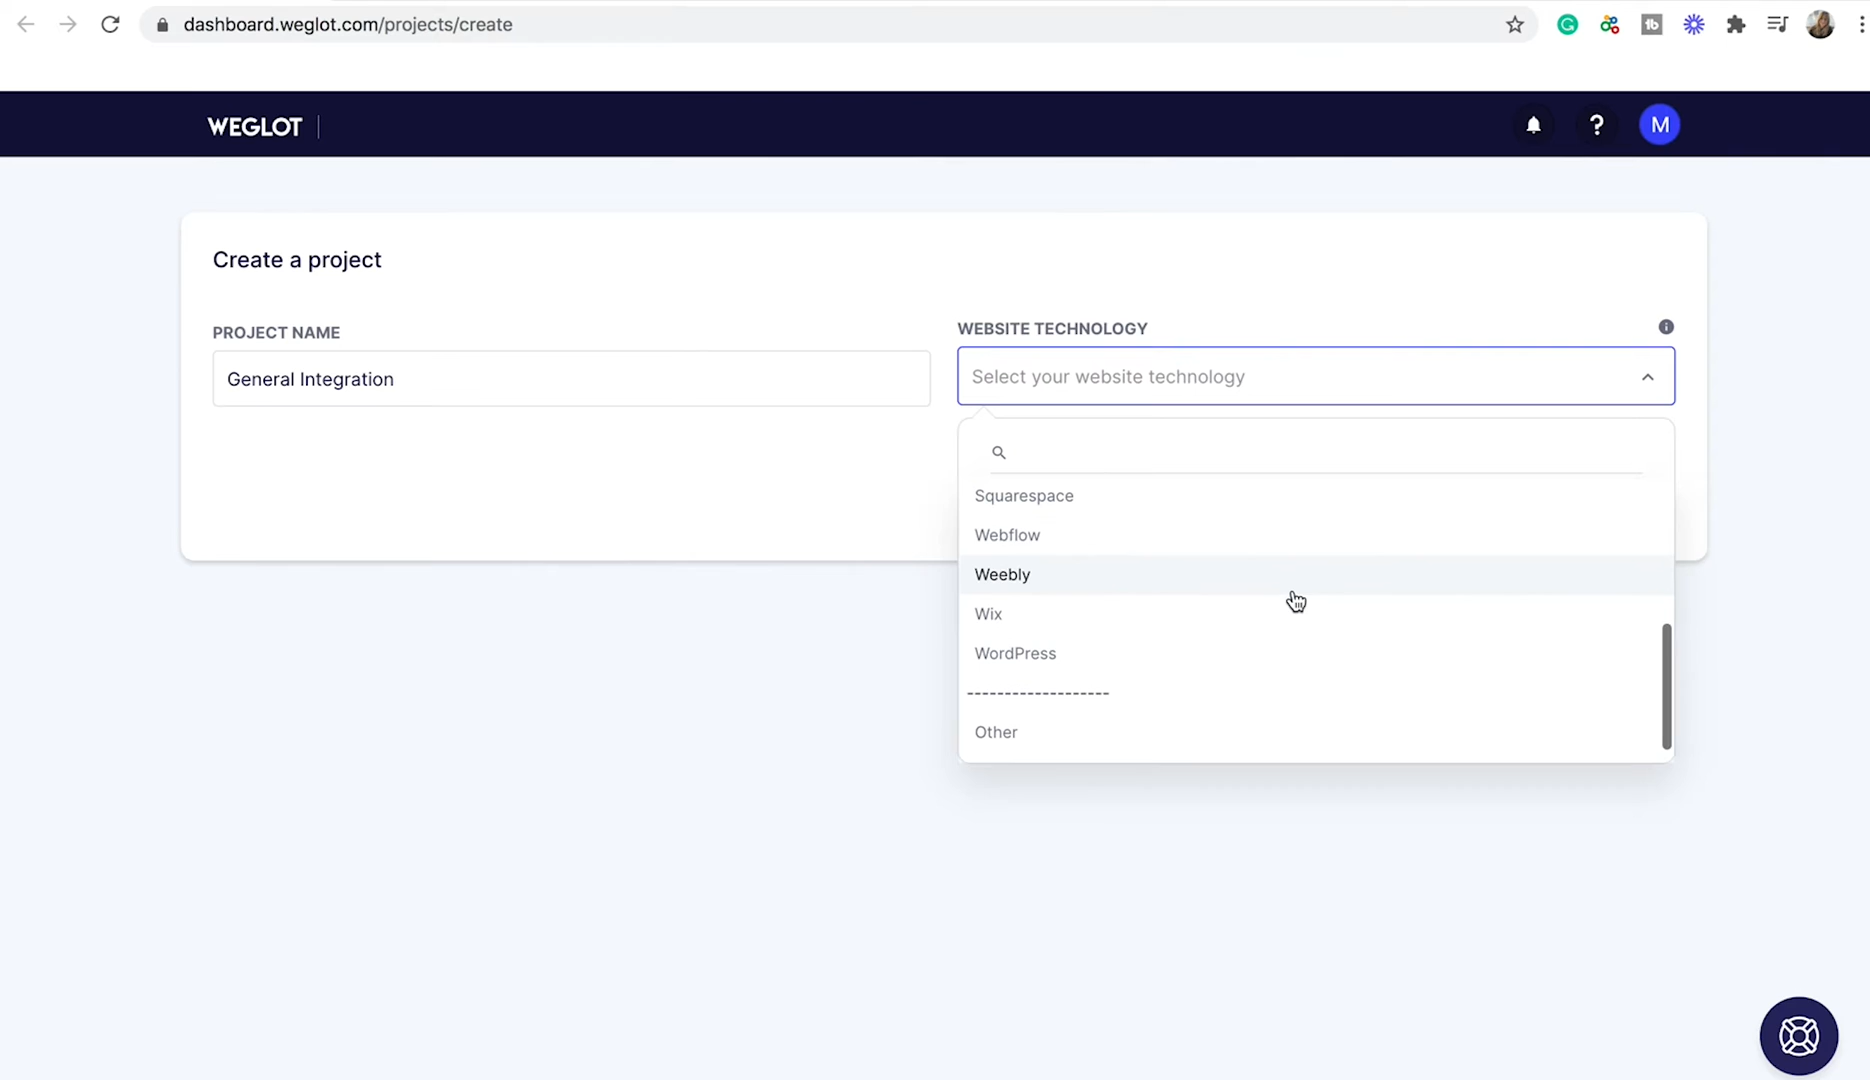 dashboard.weglot.com/projects/create
WEGLOT
? M
Create a project
PROJECT NAME
General Integration
WEBSITE TECHNOLOGY
Select your website technology
Squarespace
Webflow
Weebly
Wix
WordPress
-------------------
Other